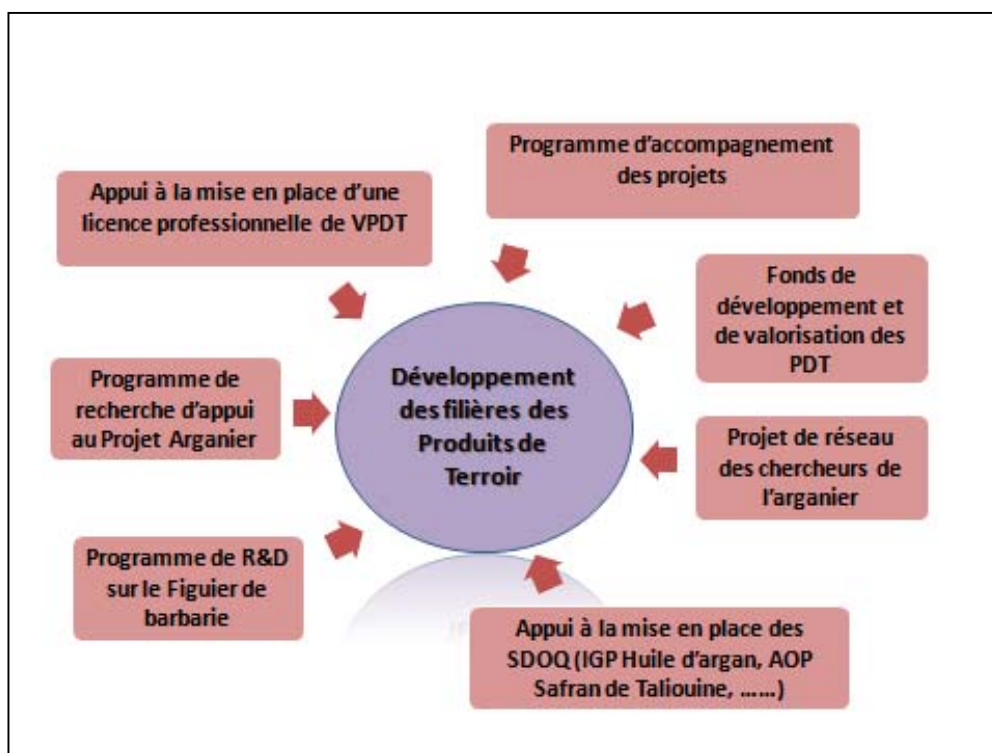 Programme d'accompagnement
des projets
Appui à la mise en place d'une
licence professionnelle de VPDT
Fonds de
développement et
de valorisation des
PDT
Développement
des filières des
Produits de
Terroir
Programme de
recherche d'appui
au Projet Arganier
Projet de réseau
des chercheurs de
l'arganier
Programme de R&D
sur le Figuier de
barbarie
Appui à la mise en place des
SDOQ (IGP Huile d'argan, AOP
Safran de Taliouine, ......)